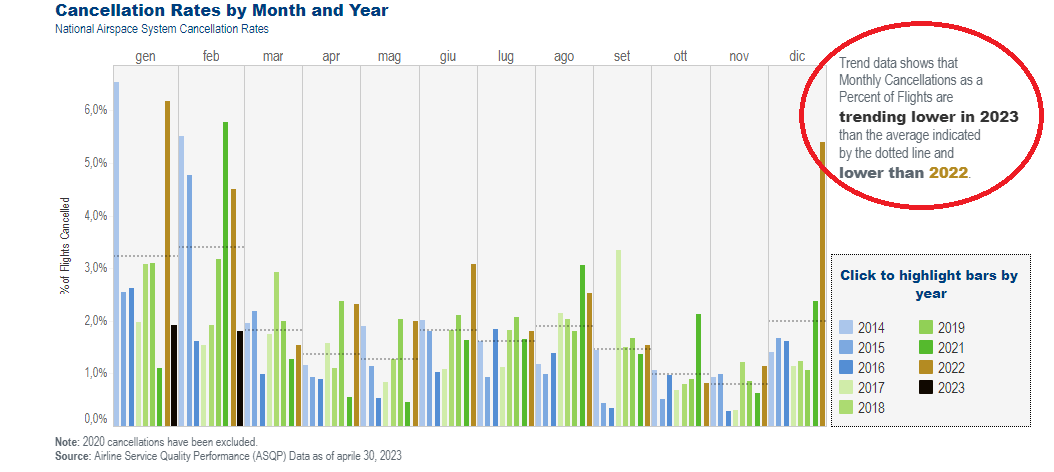 Cancellation Rates by Month and Year
National Airspace System Cancellation Rates
gen feb mar apr mag giu lug ago set ott nov dic
% of Flights Cancelled
6,0%
5,0%
4,0%
3,0%
2,0%
1,0%
0,0%
Trend data shows that
Monthly Cancellations as a
Percent of Flights are
trending lower in 2023
than the average indicated
by the dotted line and
lower than 2022.
Click to highlight bars by
year
2014 2019
2015 2021
2016 2022
2017 2023
2018
Note: 2020 cancellations have been excluded.
Source: Airline Service Quality Performance (ASQP) Data as of aprile 30, 2023